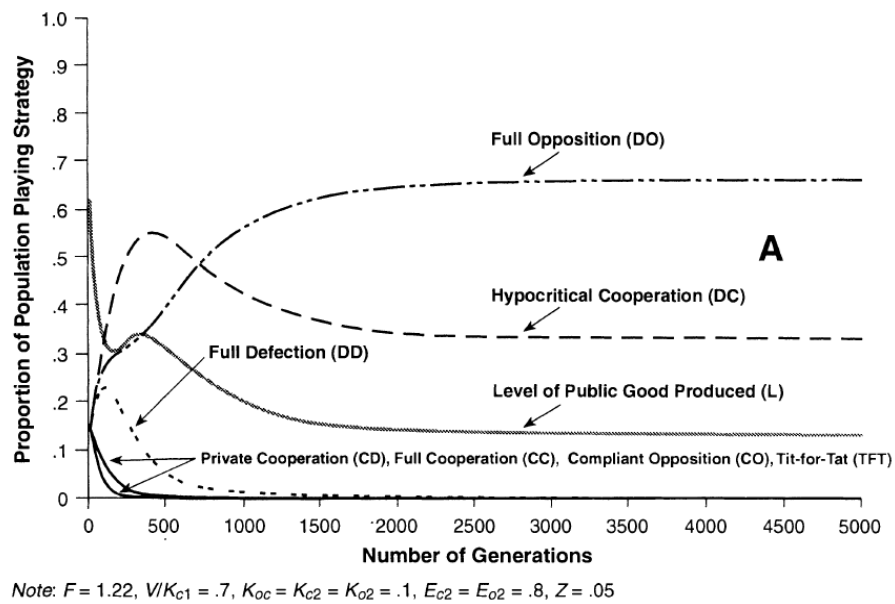 1.0
.9
.8
.7
.6
.5
.4
.3
.2
.1
0
Proportion of Population Playing Strategy
Full Opposition (DO)
A
Hypocritical Cooperation (DC)
Full Defection (DD)
Level of Public Good Produced (L)
Private Cooperation (CD), Full Cooperation (CC), Compliant Opposition (CO), Tit-for-Tat (TFT)
0 500 1000 1500 2000 2500 3000 3500 4000 4500 5000
Number of Generations
Note: F = 1.22, V/Kc1 = .7, Koc = Kc2 = Ko2 = .1, Ec2 = Eo2 = .8, Z = .05